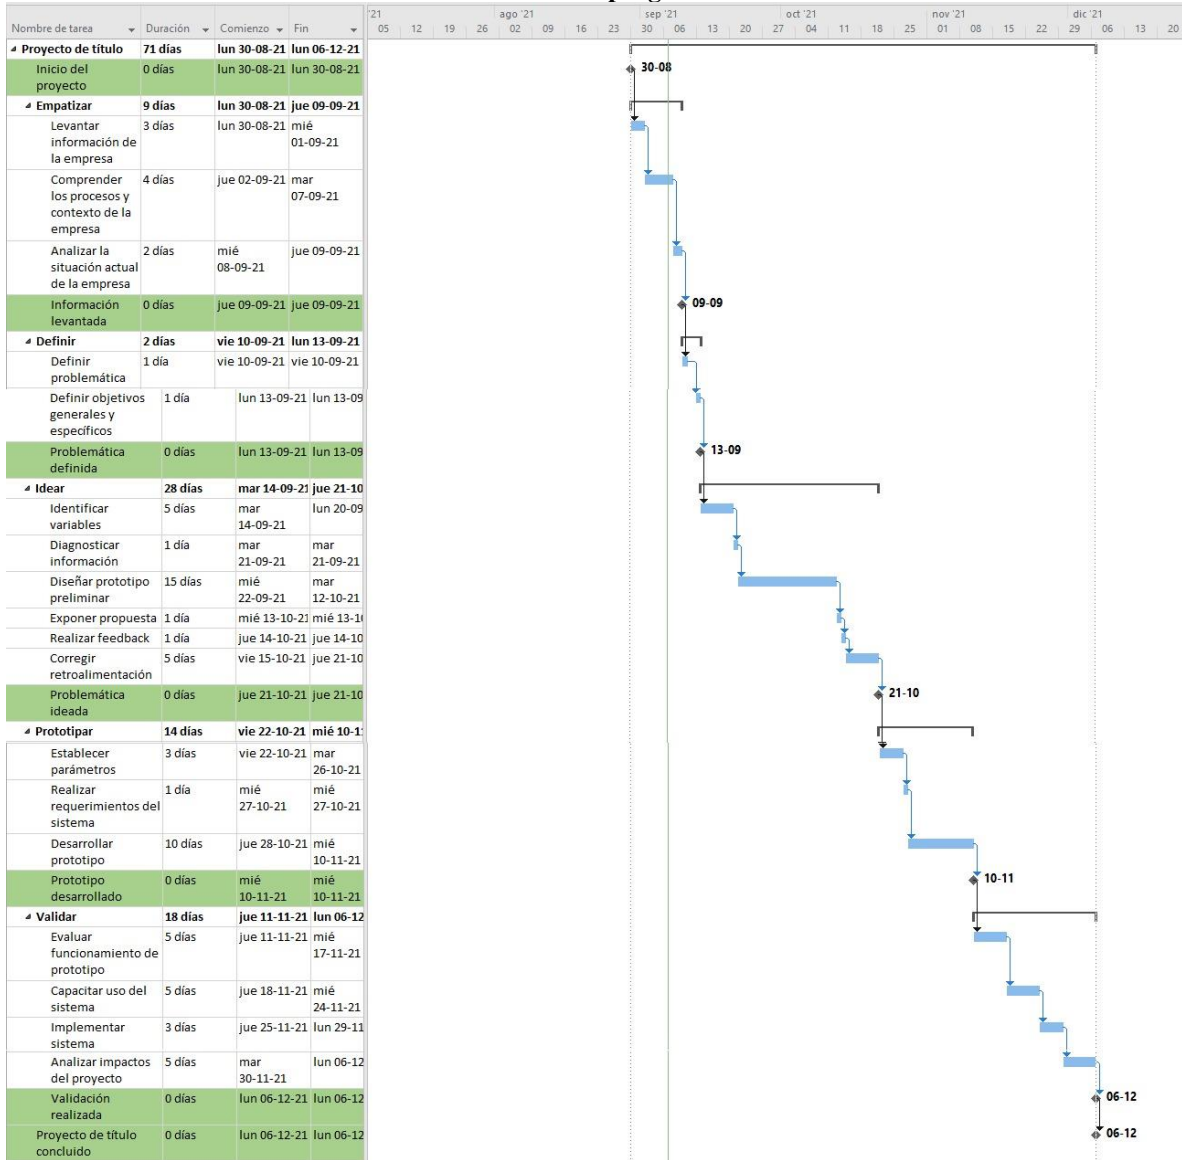 '21 ago '21 sep '21 oct '21 nov '21 dic '21
Nombre de tarea Duración Comienzo Fin 05 12 19 26 02 09 16 23 30 06 13 20 27 04 11 18 25 01 08 15 22 29 06 13 20
Proyecto de título 71 días lun 30-08-21 lun 06-12-21
Inicio del 0 días lun 30-08-21 lun 30-08-21 30-08
proyecto
Empatizar 9 días lun 30-08-21 jue 09-09-21
Levantar 3 días lun 30-08-21 mié
información de 01-09-21
la empresa
Comprender 4 días jue 02-09-21 mar
los procesos y 07-09-21
contexto de la
empresa
Analizar la 2 días mié jue 09-09-21
situación actual 08-09-21
de la empresa
Información 0 días jue 09-09-21 jue 09-09-21 09-09
levantada
Definir 2 días vie 10-09-21 lun 13-09-21
Definir 1 día vie 10-09-21 vie 10-09-21
problemática
Definir objetivos 1 día lun 13-09-21 lun 13-09
generales y
específicos
Problemática 0 días lun 13-09-21 lun 13-09 13-09
definida
Idear 28 días mar 14-09-21 jue 21-10
Identificar 5 días mar lun 20-09
variables 14-09-21
Diagnosticar 1 día mar mar
información 21-09-21 21-09-21
Diseñar prototipo 15 días mié mar
preliminar 22-09-21 12-10-21
Exponer propuesta 1 día mié 13-10-21 mié 13-10
Realizar feedback 1 día jue 14-10-21 jue 14-10
Corregir 5 días vie 15-10-21 jue 21-10
retroalimentación
Problemática 0 días jue 21-10-21 jue 21-10 21-10
ideada
Prototipar 14 días vie 22-10-21 mié 10-11
Establecer 3 días vie 22-10-21 mar
parámetros 26-10-21
Realizar 1 día mié mié
requerimientos del 27-10-21 27-10-21
sistema
Desarrollar 10 días jue 28-10-21 mié
prototipo 10-11-21
Prototipo 0 días mié mié 10-11
desarrollado 10-11-21 10-11-21
Validar 18 días jue 11-11-21 lun 06-12
Evaluar 5 días jue 11-11-21 mié
funcionamiento de 17-11-21
prototipo
Capacitar uso del 5 días jue 18-11-21 mié
sistema 24-11-21
Implementar 3 días jue 25-11-21 lun 29-11
sistema
Analizar impactos 5 días mar lun 06-12
del proyecto 30-11-21
Validación 0 días lun 06-12-21 lun 06-12 06-12
realizada
Proyecto de título 0 días lun 06-12-21 lun 06-12 06-12
concluido